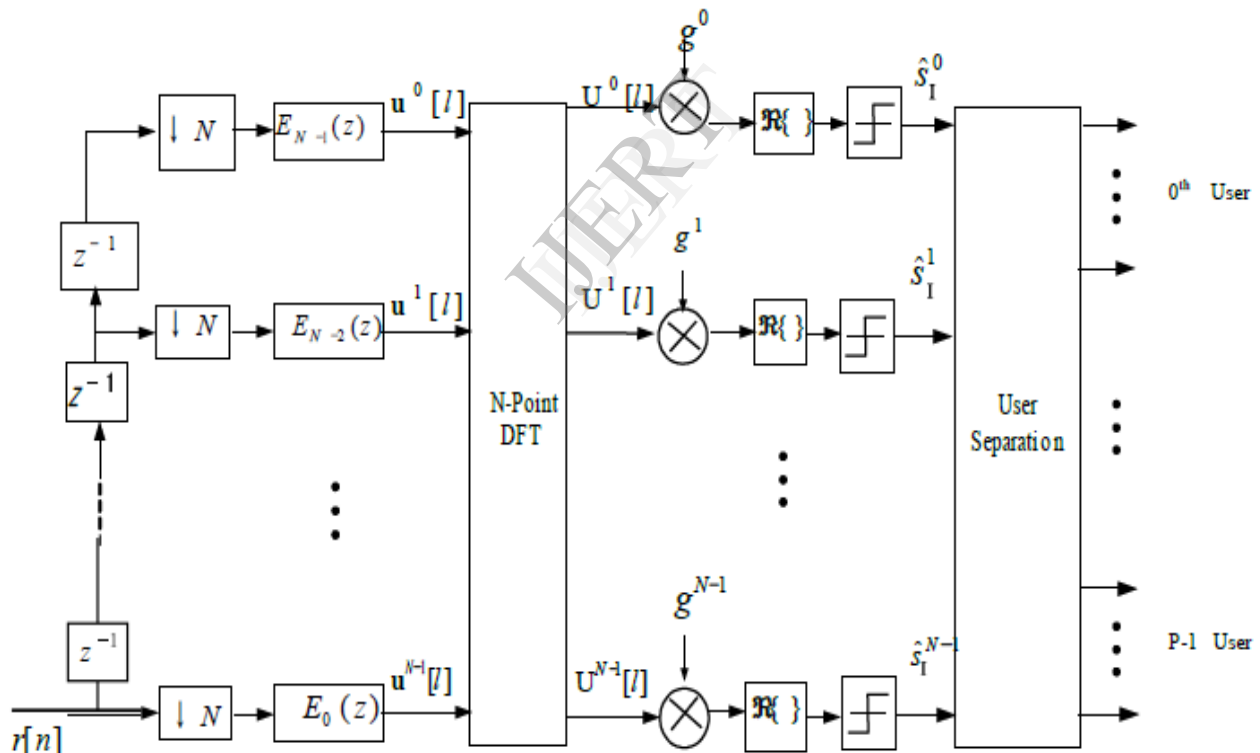 g^0
u^0 [l]
U^0 [l]
ŝ_I^0
↓ N
E_{N-1}(z)
ℜ{ }
0^th User
z^{-1}
IJERT
g^1
u^1 [l]
U^1 [l]
ŝ_I^1
↓ N
E_{N-2}(z)
ℜ{ }
z^{-1}
N-Point
DFT
User
Separation
g^{N-1}
z^{-1}
u^{N-1}[l]
U^{N-1}[l]
ŝ_I^{N-1}
P-1 User
↓ N
E_0(z)
ℜ{ }
r[n]